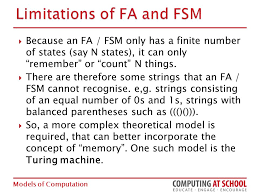 Limitations of FA and FSM
Because an FA / FSM only has a finite number
of states (say N states), it can only
“remember” or “count” N things.
There are therefore some strings that an FA /
FSM cannot recognise. e,g. strings consisting
of an equal number of 0s and 1s, strings with
balanced parentheses such as ((()())).
So, a more complex theoretical model is
required, that can better incorporate the
concept of “memory”. One such model is the
Turing machine.
Models of Computation
COMPUTING AT SCHOOL
EDUCATE · ENGAGE · ENCOURAGE